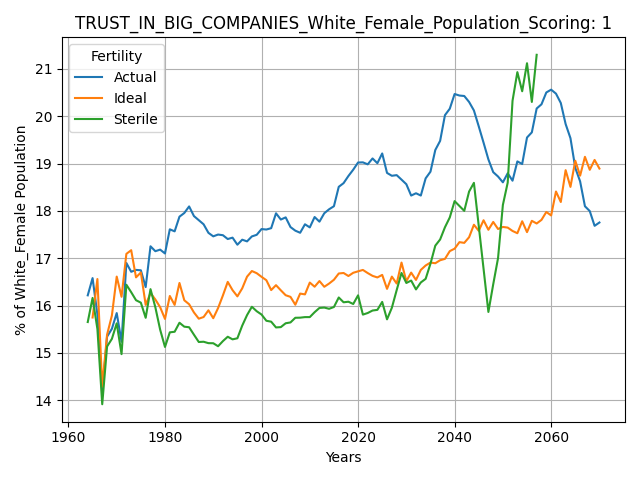 TRUST_IN_BIG_COMPANIES_White_Female_Population_Scoring: 1
Fertility
Actual
Ideal
Sterile
% of White_Female Population
21
20
19
18
17
16
15
14
1960
1980
2000
2020
2040
2060
Years